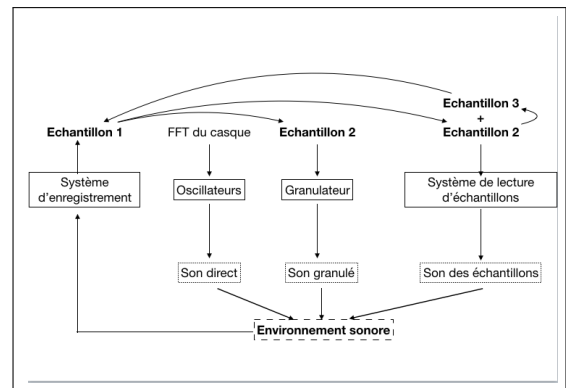 Echantillon 3
+
Echantillon 1
FFT du casque
Echantillon 2
Echantillon 2
Système
d'enregistrement
Oscillateurs
Granulateur
Système de lecture
d'échantillons
Son direct
Son granulé
Son des échantillons
Environnement sonore